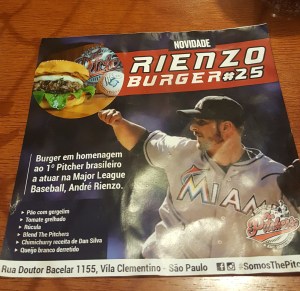 NOVIDADE
RIENZO
BURGER #25
Burger em homenagem
ao 1º Pitcher brasileiro
a atuar na Major League
Baseball, André Rienzo.
Pão com gergelim
Tomate grelhado
Rúcula
Blend The Pitchers
Chimichurry receita de Dan Silva
Queijo branco derretido
MIAMI
Rua Doutor Bacelar 1155, Vila Clementino - São Paulo
#SomosThePitc